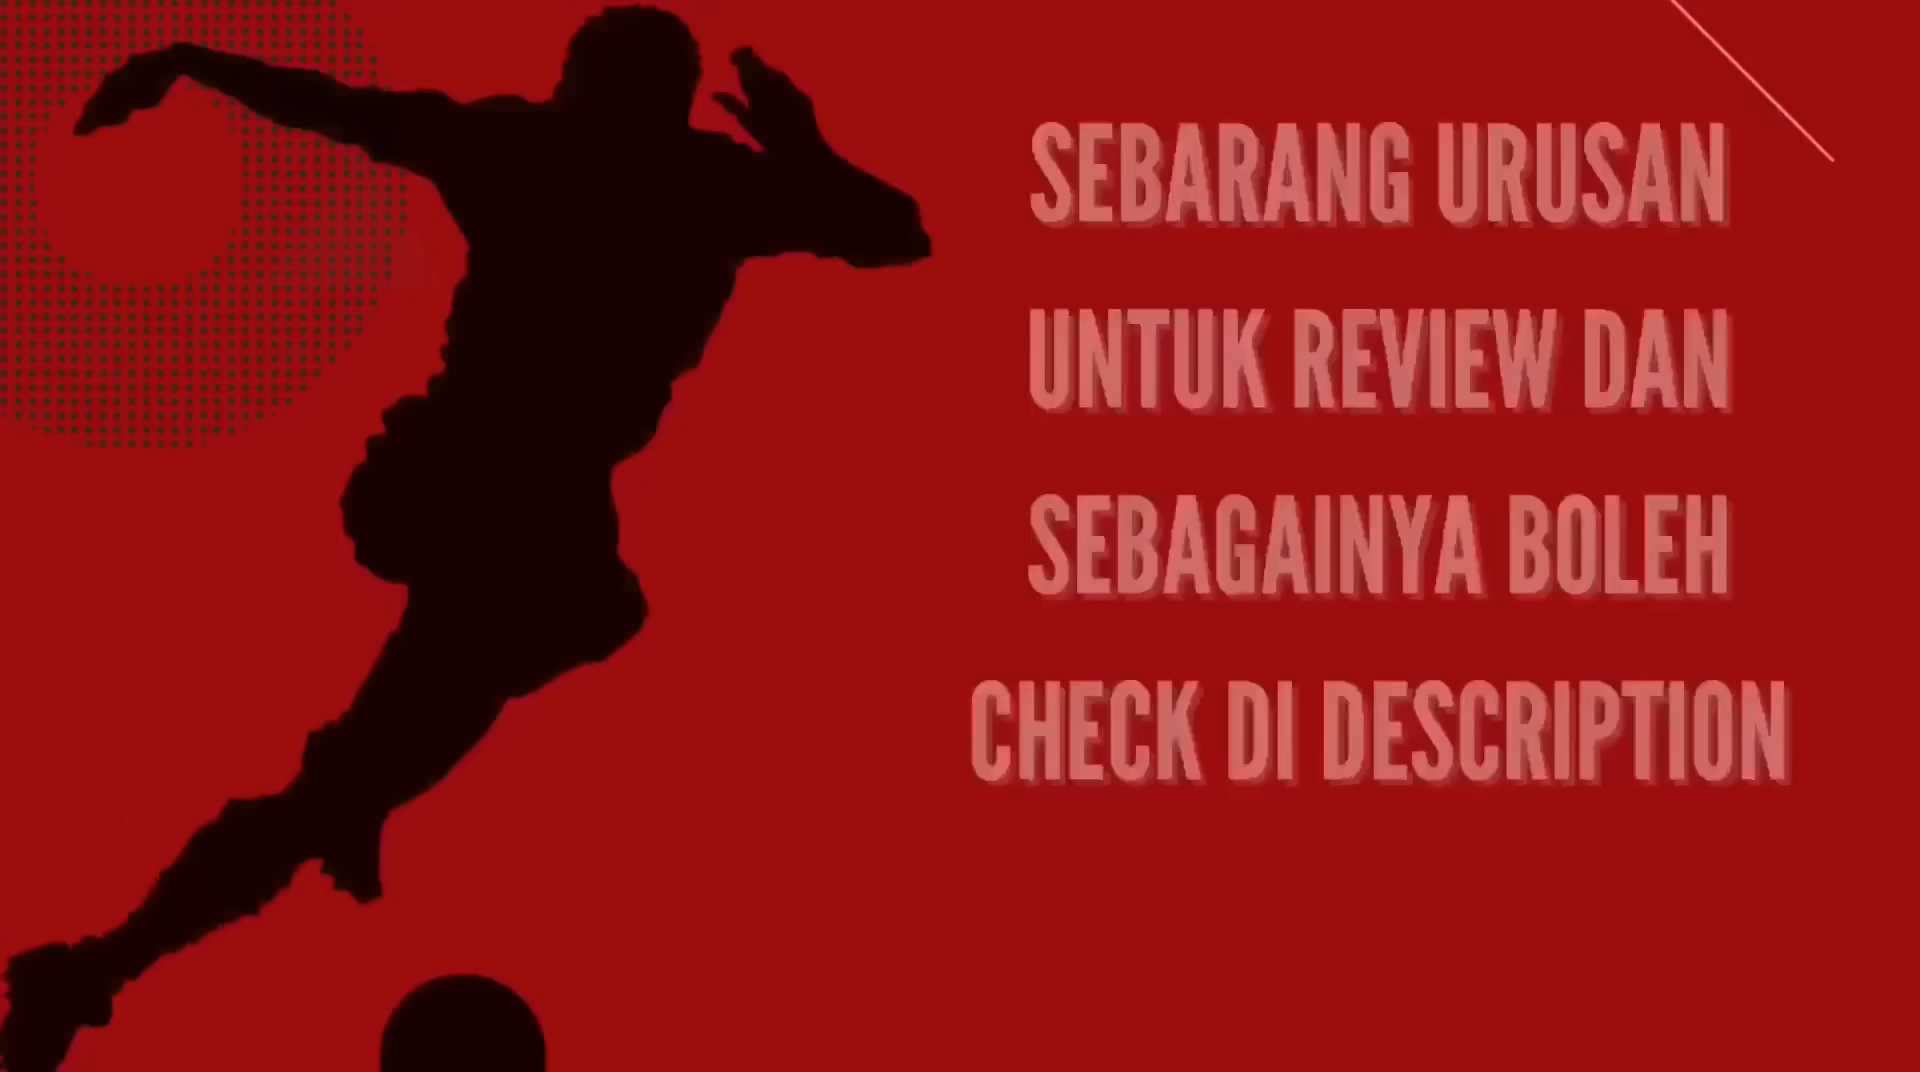 SEBARANG URUSAN
UNTUK REVIEW DAN
SEBAGAINYA BOLEH
CHECK DI DESCRIPTION